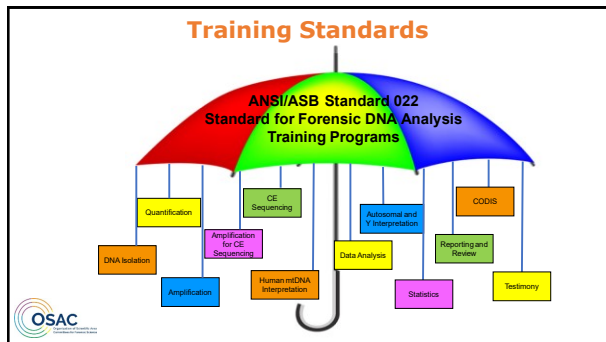 Training Standards
ANSI/ASB Standard 022
Standard for Forensic DNA Analysis
Training Programs
DNA Isolation
Quantification
Amplification
Amplification
for CE
Sequencing
CE
Sequencing
Human mtDNA
Interpretation
Data Analysis
Autosomal and
Y Interpretation
Statistics
Reporting and
Review
CODIS
Testimony
OSAC